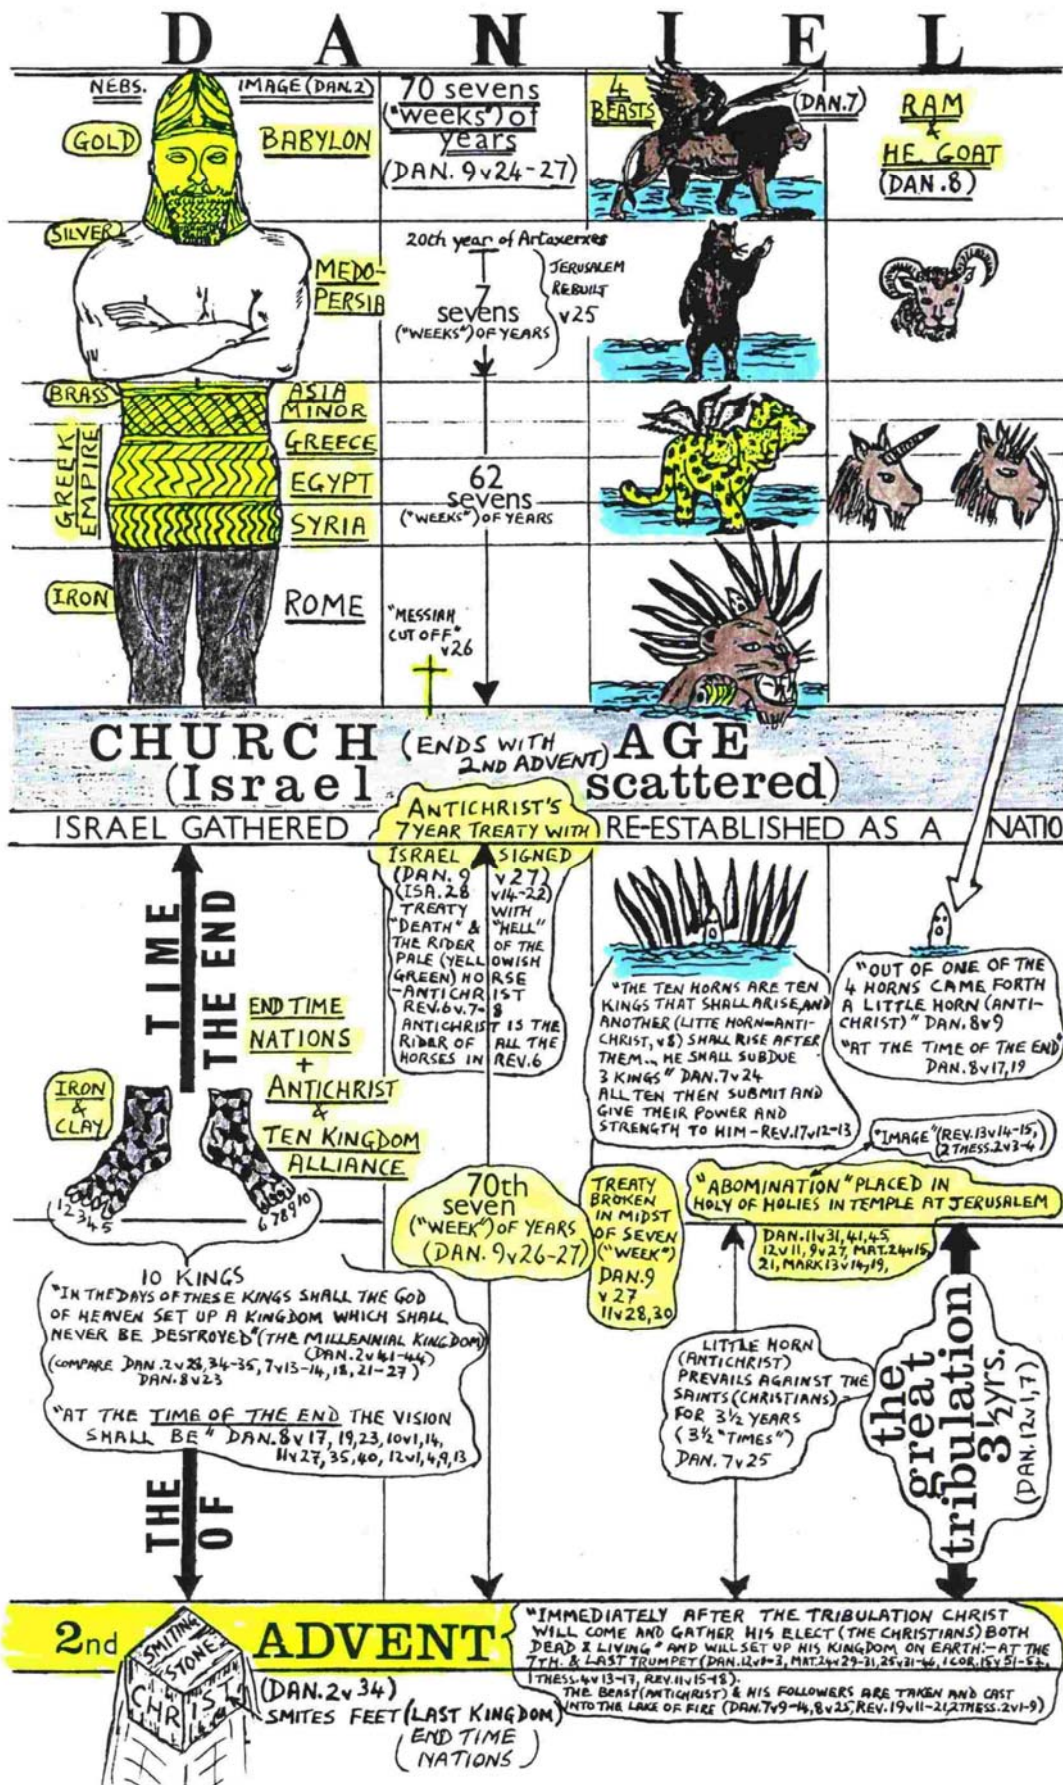 DANIEL
NEBS.
IMAGE (DAN.2)
GOLD
BABYLON
SILVER
MEDO-
PERSIA
BRASS
GREEK
EMPIRE
ASIA
MINOR
GREECE
EGYPT
SYRIA
IRON
ROME
70 sevens
("weeks") of
years
(DAN. 9v24-27)
20th year of Artaxerxes
7
sevens
("WEEKS") OF YEARS
JERUSALEM
REBUILT
v25
62
sevens
("WEEKS") OF YEARS
"MESSIAH
CUT OFF"
v26
4
BEASTS
(DAN.7)
RAM
&
HE. GOAT
(DAN.8)
CHURCH (ENDS WITH 2ND ADVENT) AGE
(Israel scattered)
ISRAEL GATHERED
RE-ESTABLISHED AS A NATIO
ANTICHRIST'S
7 YEAR TREATY WITH
ISRAEL SIGNED
(DAN. 9 v27)
(ISA.28 v14-22)
TREATY WITH
"DEATH" & "HELL"
THE RIDER OF THE
PALE (YELLOWISH
GREEN) HORSE
-ANTICHRIST
REV.6v.7-8
ANTICHRIST IS THE
RIDER OF ALL THE
HORSES IN REV.6
TIME
THE END
END TIME
NATIONS
+
ANTICHRIST
&
TEN KINGDOM
ALLIANCE
IRON
&
CLAY
1 2 3 4 5
6 7 8 9 10
"THE TEN HORNS ARE TEN
KINGS THAT SHALL ARISE, AND
ANOTHER (LITTE HORN=ANTI-
CHRIST, v8) SHALL RISE AFTER
THEM... HE SHALL SUBDUE
3 KINGS" DAN.7v24
ALL TEN THEN SUBMIT AND
GIVE THEIR POWER AND
STRENGTH TO HIM-REV.17v12-13
"OUT OF ONE OF THE
4 HORNS CAME FORTH
A LITTLE HORN (ANTI-
CHRIST)" DAN.8v9
"AT THE TIME OF THE END"
DAN.8v17,19
"IMAGE" (REV.13v14-15,
(2THESS.2v3-4)
70th
seven
("WEEK") OF YEARS
(DAN. 9v26-27)
TREATY
BROKEN
IN MIDST
OF SEVEN
("WEEK")
DAN.9
v27
11v28,30
"ABOMINATION" PLACED IN
HOLY OF HOLIES IN TEMPLE AT JERUSALEM
DAN.11v31,41,45,
12v11, 9v27, MAT.24v15,
21, MARK 13v14,19,
10 KINGS
"IN THE DAYS OF THESE KINGS SHALL THE GOD
OF HEAVEN SET UP A KINGDOM WHICH SHALL
NEVER BE DESTROYED" (THE MILLENNIAL KINGDOM)
(DAN.2v41-44)
(COMPARE DAN.2v28,34-35, 7v13-14, 18, 21-27)
DAN.8v23
"AT THE TIME OF THE END THE VISION
SHALL BE" DAN.8v17, 19,23, 10v1,14,
11v27, 35,40, 12v1,4,9,13
LITTLE HORN
(ANTICHRIST)
PREVAILS AGAINST THE
SAINTS (CHRISTIANS)
FOR 3½ YEARS
(3½ "TIMES")
DAN. 7v25
the
great
tribulation
3½ yrs.
(DAN.12v1,7)
THE
OF
2nd ADVENT
SMITING
STONE
CHRIST
(DAN.2v34)
SMITES FEET (LAST KINGDOM)
(END TIME
NATIONS)
"IMMEDIATELY AFTER THE TRIBULATION CHRIST
WILL COME AND GATHER HIS ELECT (THE CHRISTIANS) BOTH
DEAD & LIVING" AND WILL SET UP HIS KINGDOM ON EARTH:-AT THE
7TH. & LAST TRUMPET (DAN.12v1-3, MAT.24v29-31, 25v31-46, 1COR.15v51-52,
1THESS.4v13-17, REV.11v15-18).
THE BEAST (ANTICHRIST) & HIS FOLLOWERS ARE TAKEN AND CAST
INTO THE LAKE OF FIRE (DAN.7v9-14, 8v25, REV.19v11-21, 2THESS.2v1-9)